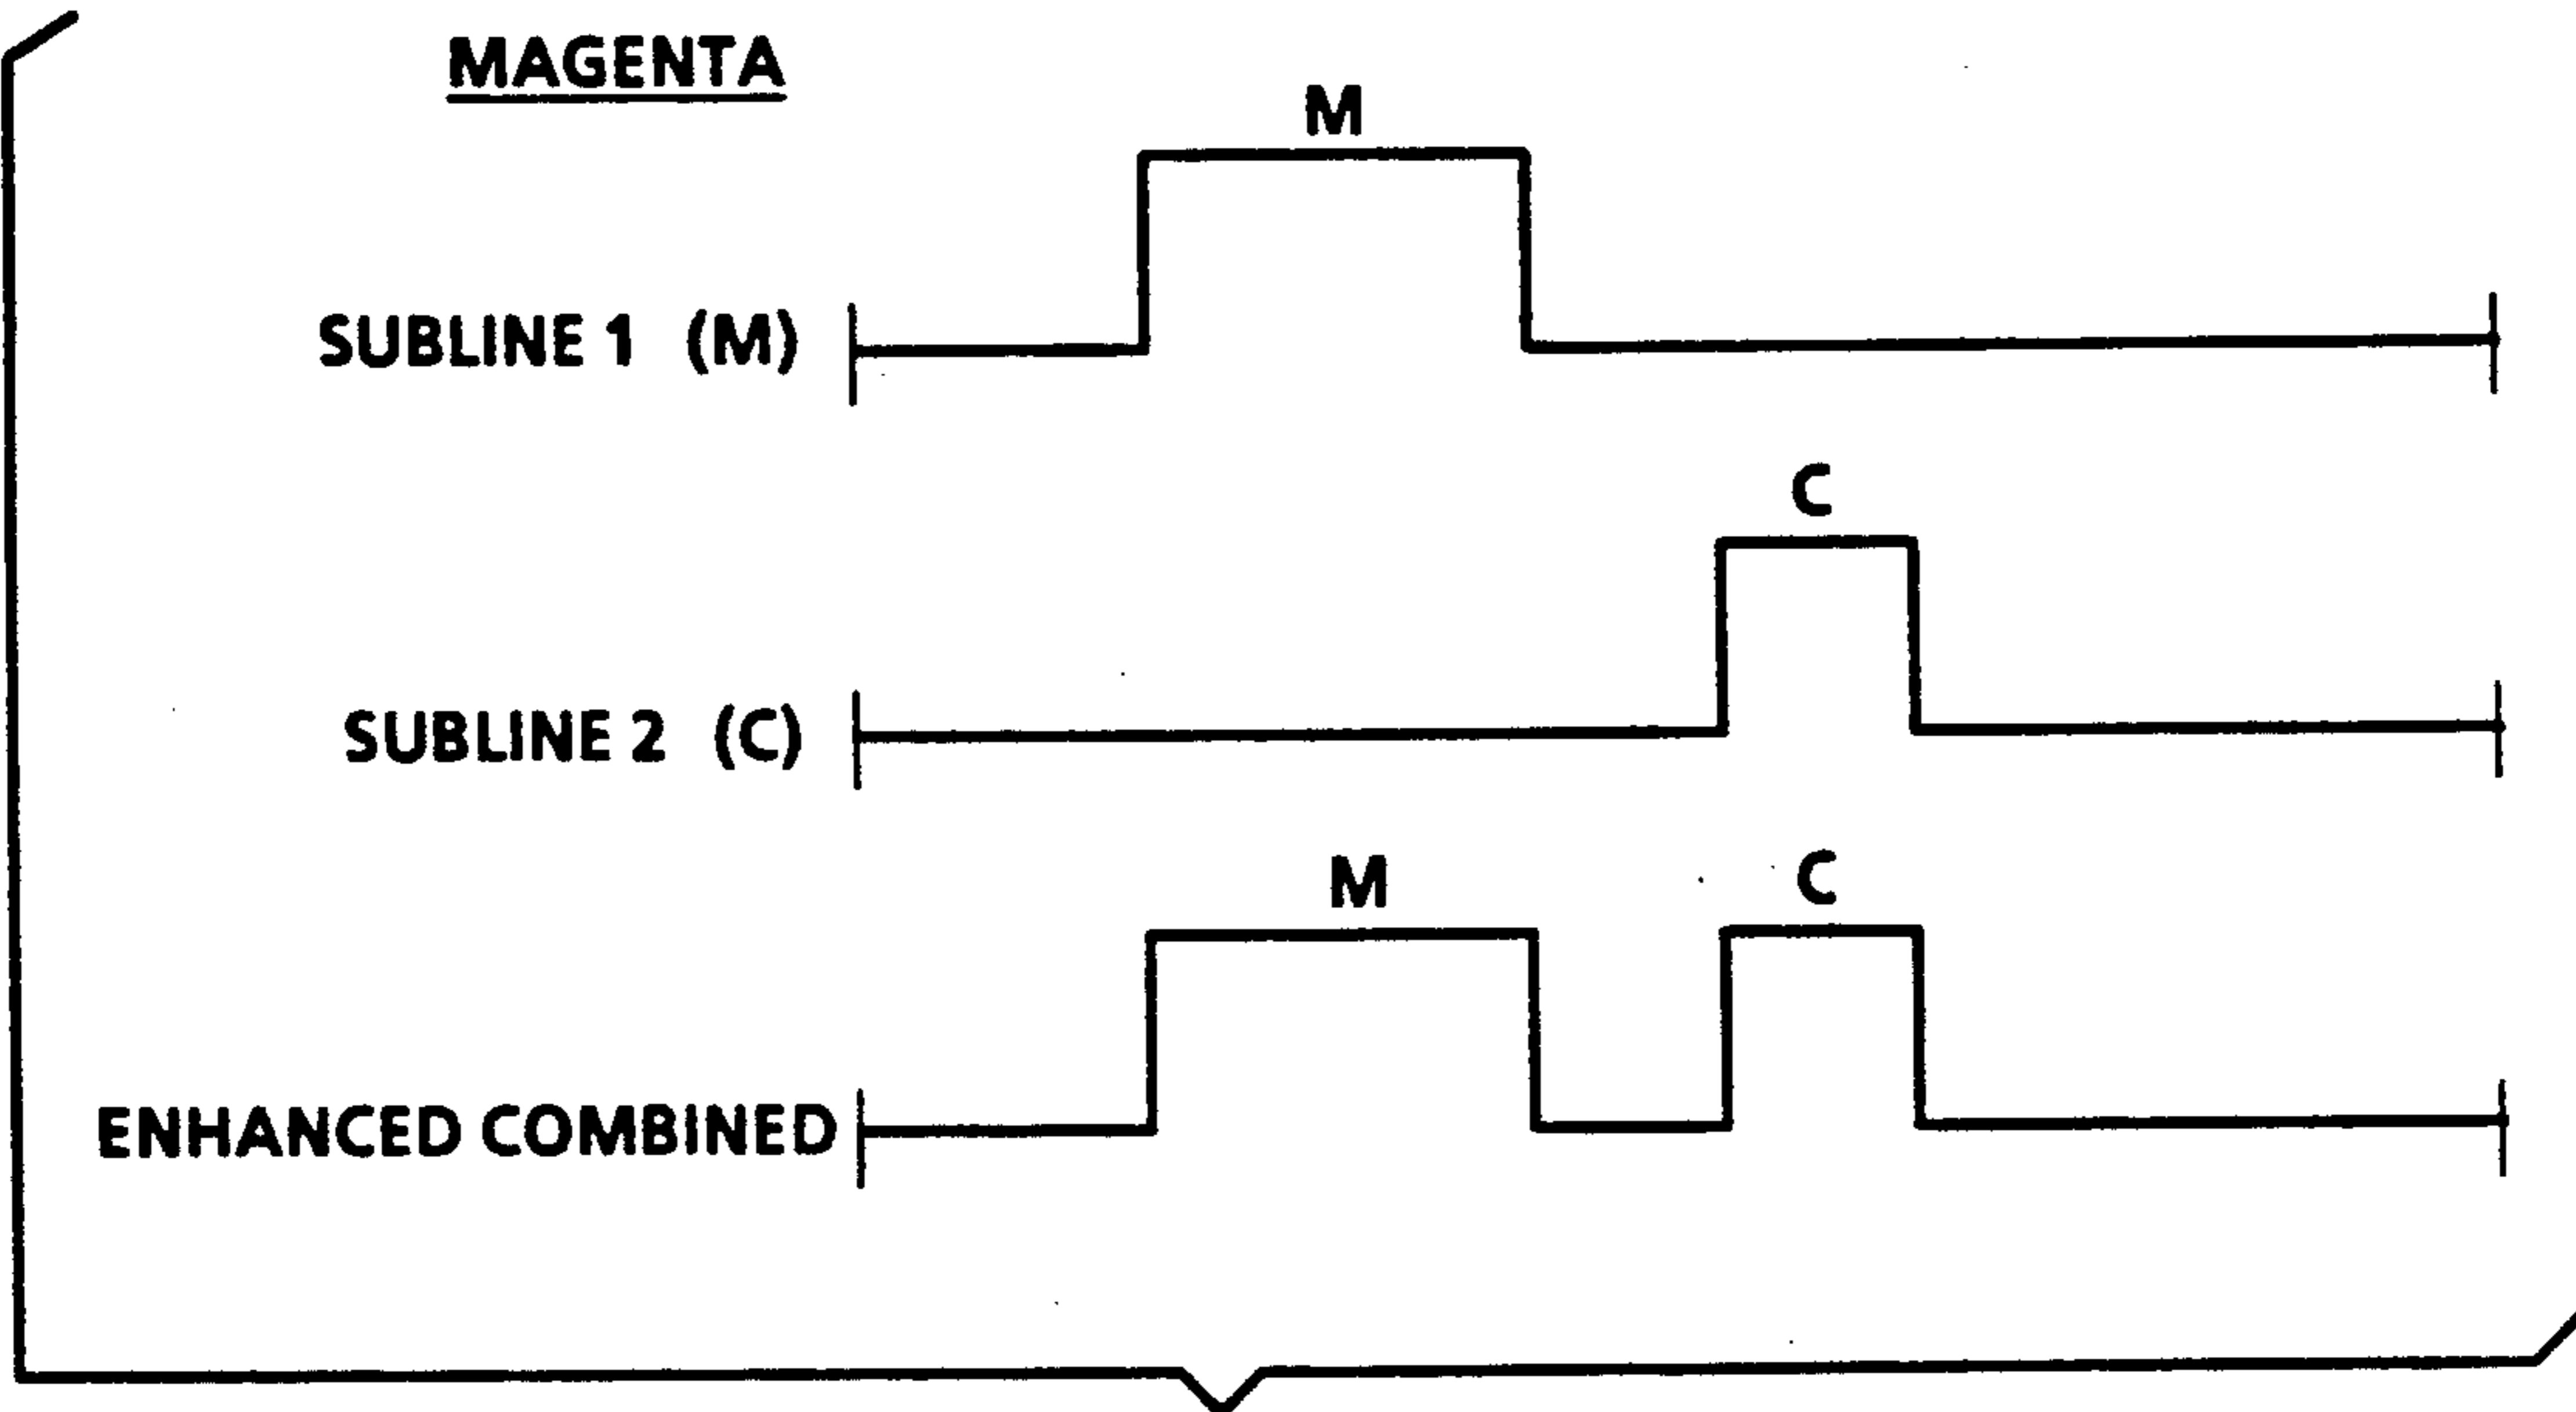 MAGENTA
M
SUBLINE 1 (M)
C
SUBLINE 2 (C)
M C
ENHANCED COMBINED